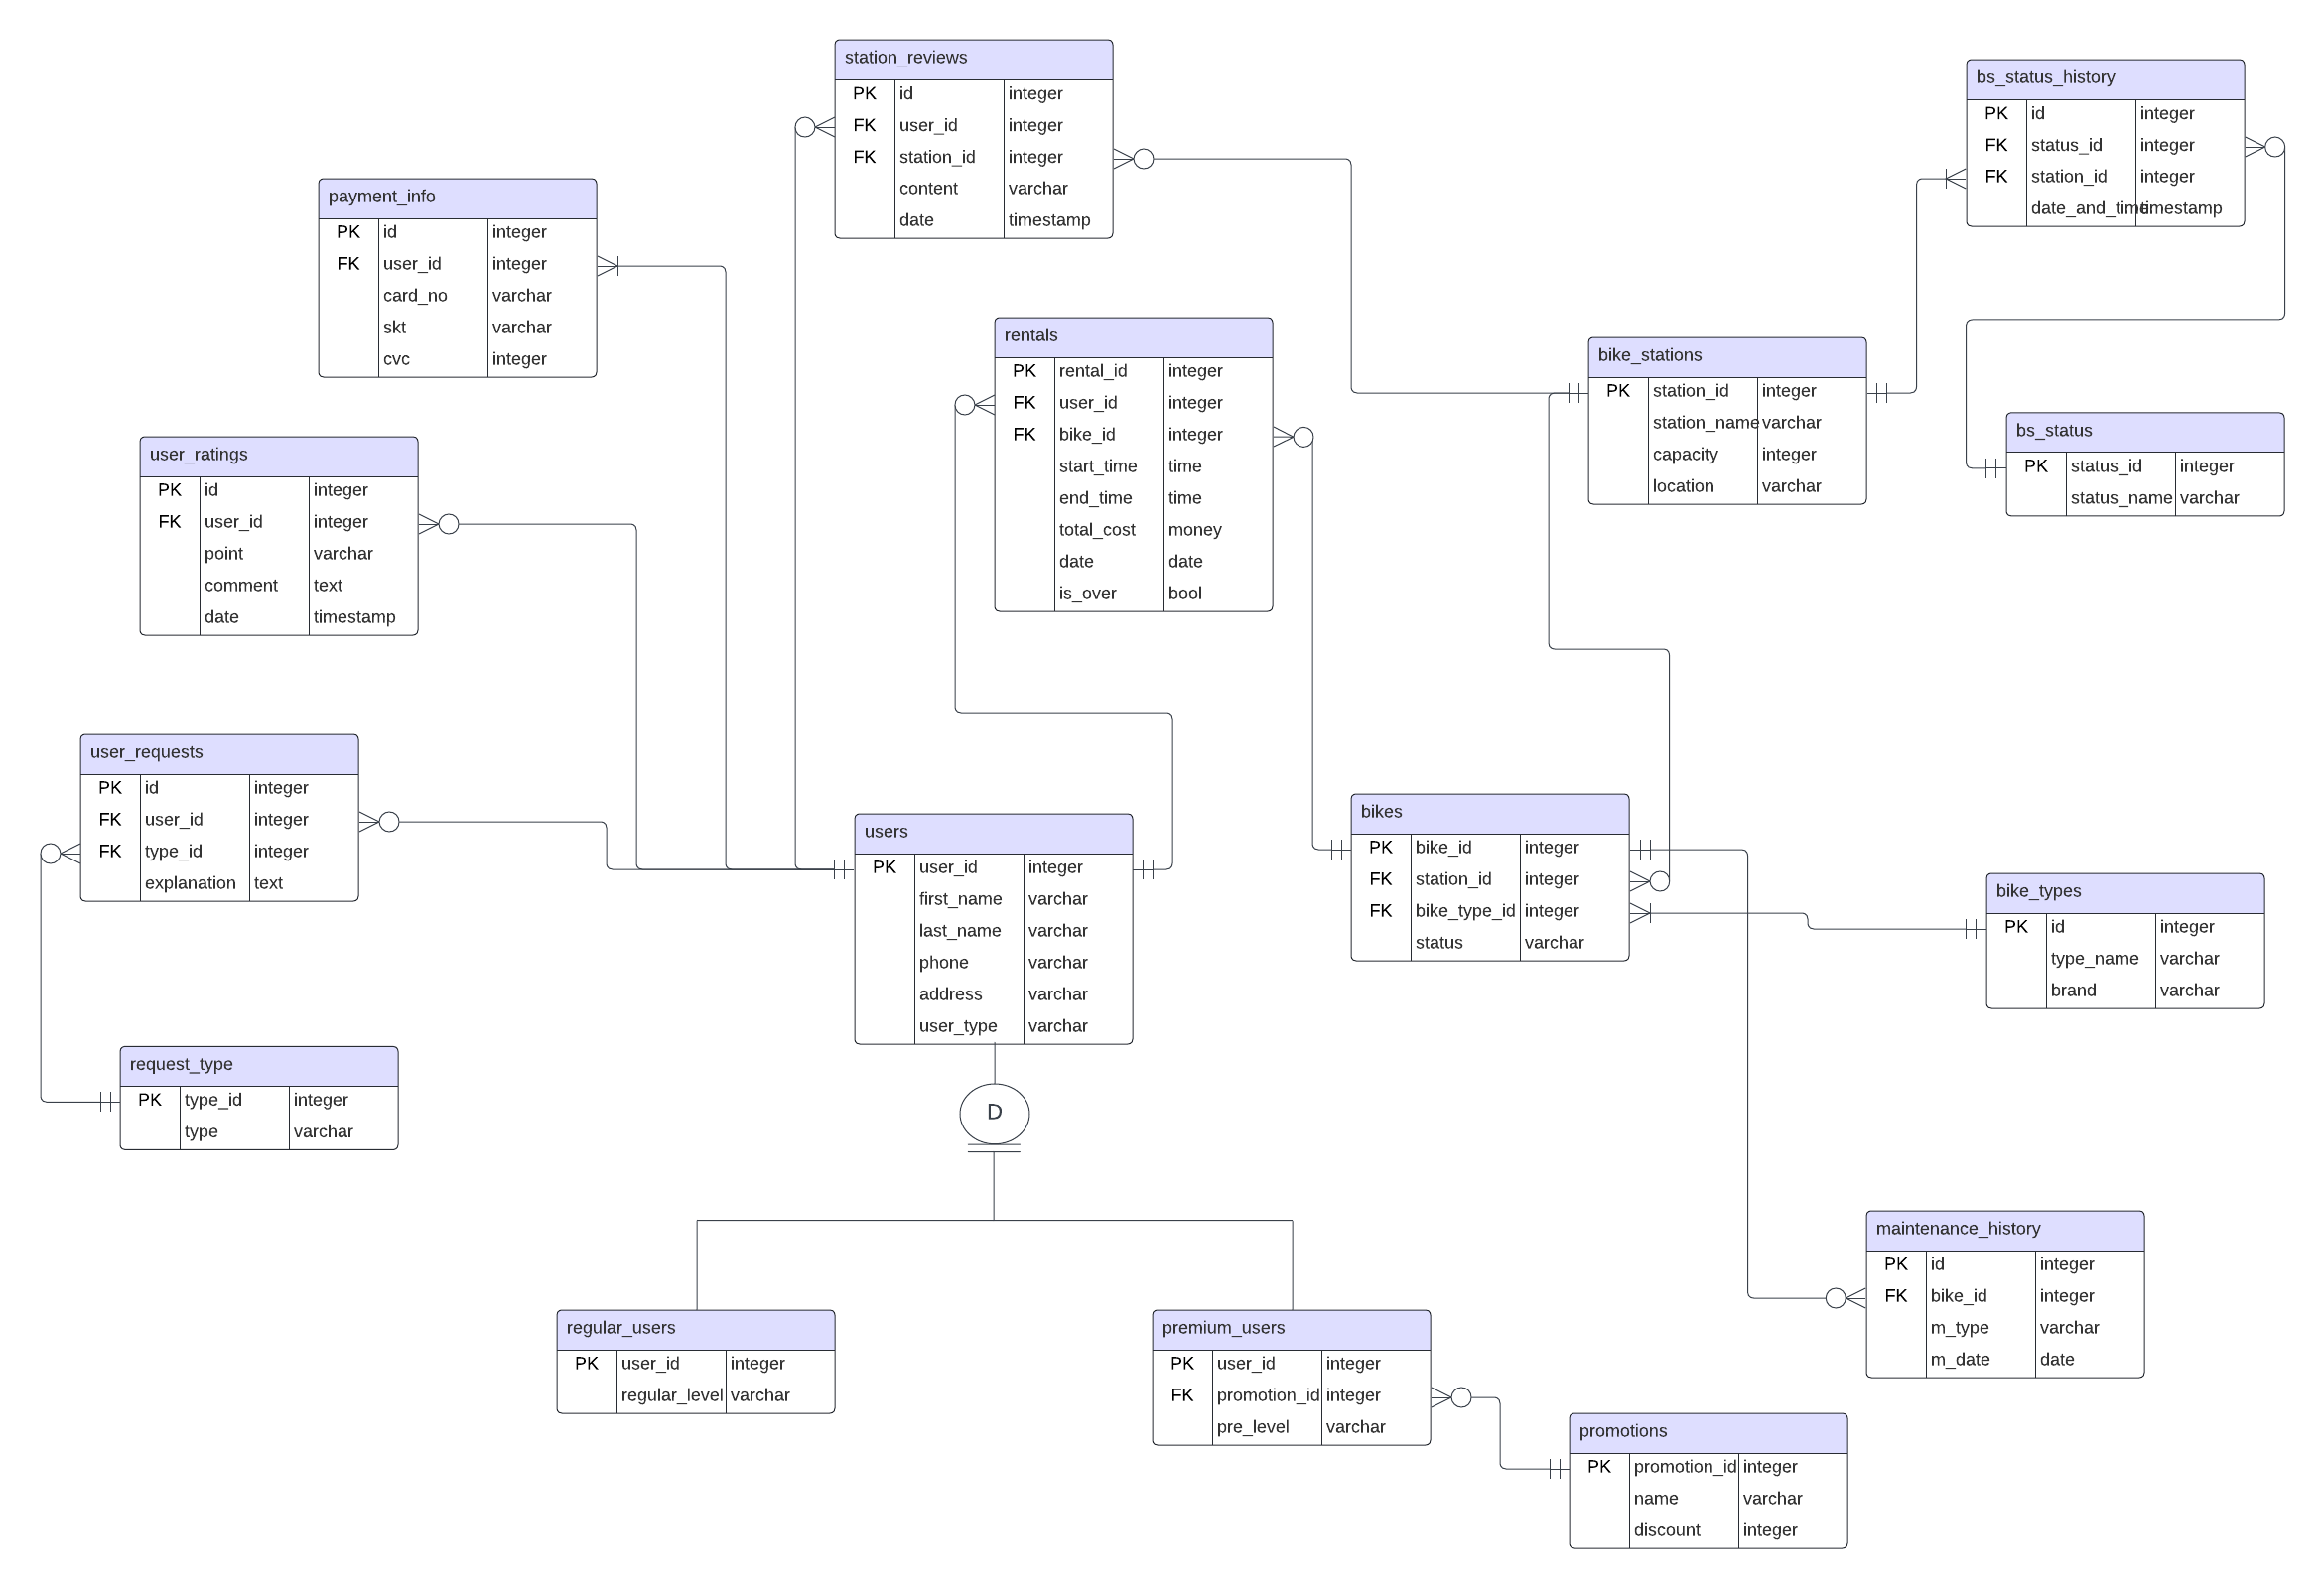 station_reviews
PK id integer
FK user_id integer
FK station_id integer
content varchar
date timestamp
bs_status_history
PK id integer
FK status_id integer
FK station_id integer
date_and_time timestamp
payment_info
PK id integer
FK user_id integer
card_no varchar
skt varchar
cvc integer
rentals
PK rental_id integer
FK user_id integer
FK bike_id integer
start_time time
end_time time
total_cost money
date date
is_over bool
bike_stations
PK station_id integer
station_name varchar
capacity integer
location varchar
bs_status
PK status_id integer
status_name varchar
user_ratings
PK id integer
FK user_id integer
point varchar
comment text
date timestamp
user_requests
PK id integer
FK user_id integer
FK type_id integer
explanation text
users
PK user_id integer
first_name varchar
last_name varchar
phone varchar
address varchar
user_type varchar
bikes
PK bike_id integer
FK station_id integer
FK bike_type_id integer
status varchar
bike_types
PK id integer
type_name varchar
brand varchar
request_type
PK type_id integer
type varchar
D
maintenance_history
PK id integer
FK bike_id integer
m_type varchar
m_date date
regular_users
PK user_id integer
regular_level varchar
premium_users
PK user_id integer
FK promotion_id integer
pre_level varchar
promotions
PK promotion_id integer
name varchar
discount integer